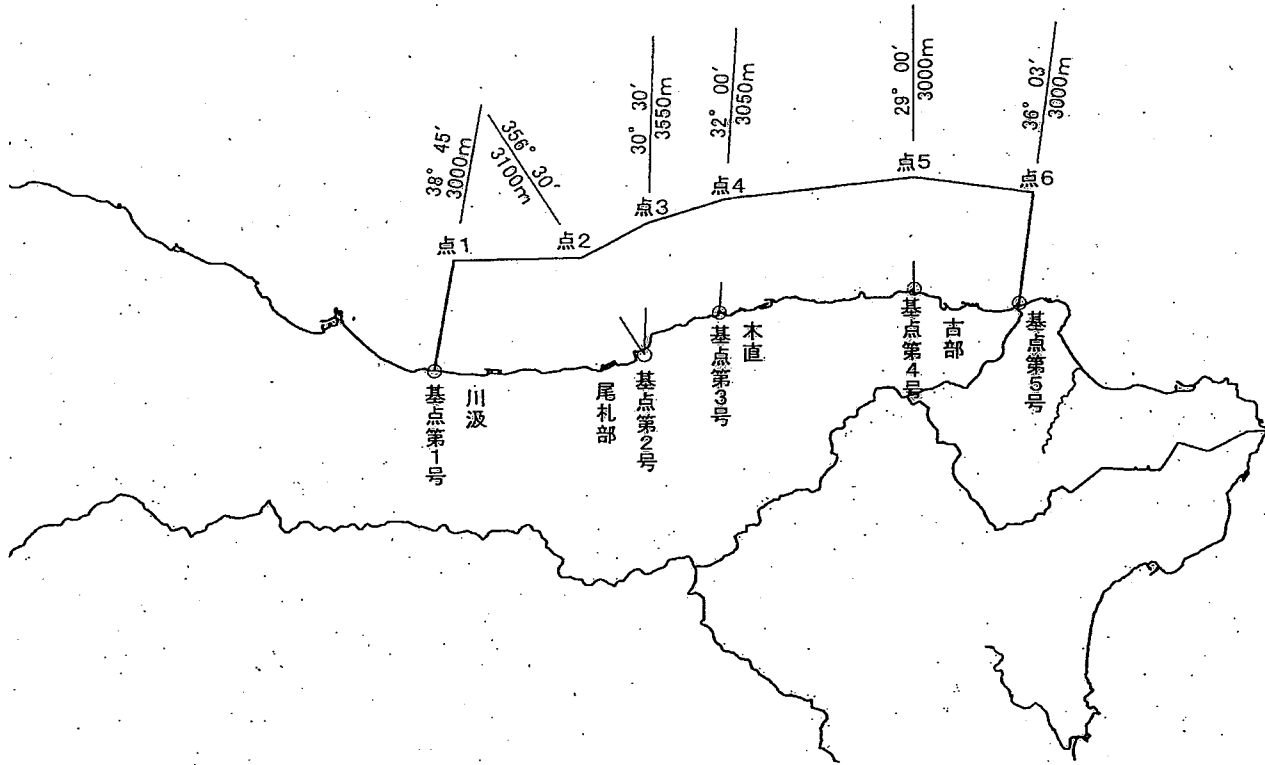 38° 45′
3000m
356° 30′
3100m
30° 30′
3550m
32° 00′
3050m
29° 00′
3000m
36° 03′
3000m
点1
点2
点3
点4
点5
点6
基点第1号
川汲
尾札部
基点第2号
基点第3号
木直
基点第4号
古部
基点第5号